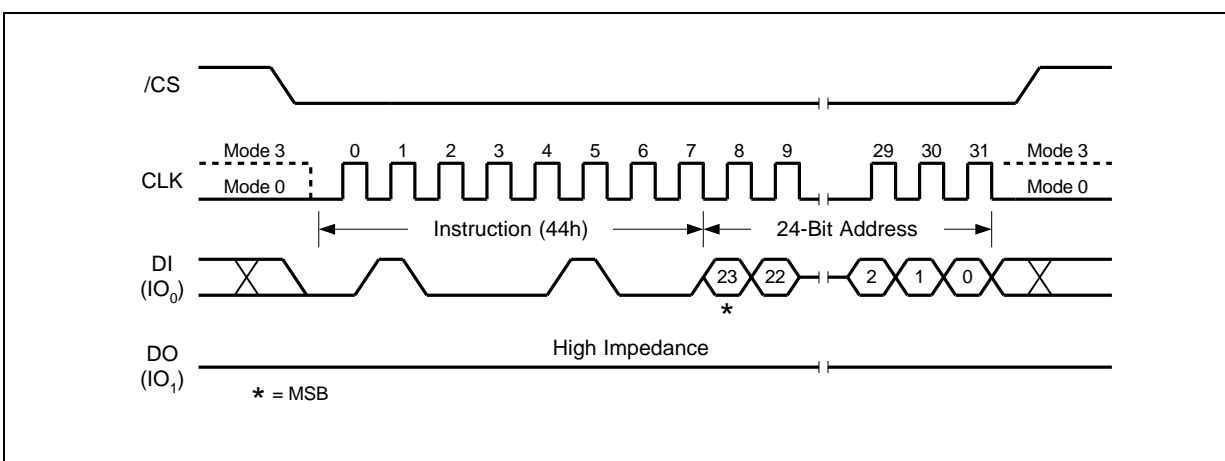 /CS
Mode 3 0 1 2 3 4 5 6 7 8 9 29 30 31 Mode 3
CLK
Mode 0 Mode 0
Instruction (44h) 24-Bit Address
DI
(IO0)
23 22 2 1 0
*
High Impedance
DO
(IO1)
* = MSB